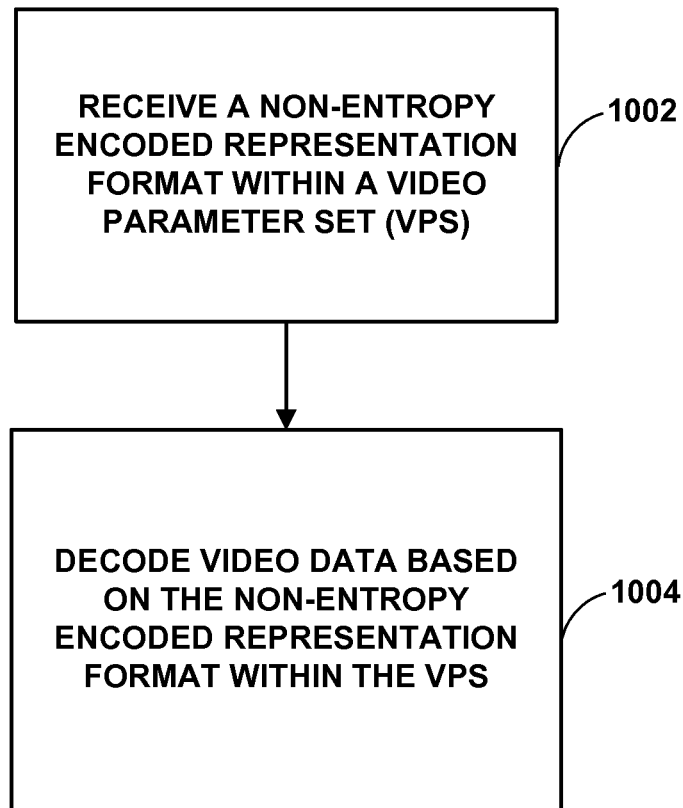 RECEIVE A NON-ENTROPY
ENCODED REPRESENTATION
FORMAT WITHIN A VIDEO
PARAMETER SET (VPS)
1002
DECODE VIDEO DATA BASED
ON THE NON-ENTROPY
ENCODED REPRESENTATION
FORMAT WITHIN THE VPS
1004